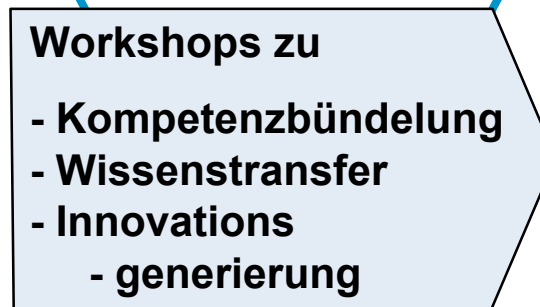 Workshops zu
- Kompetenzbündelung
- Wissenstransfer
- Innovations
- generierung